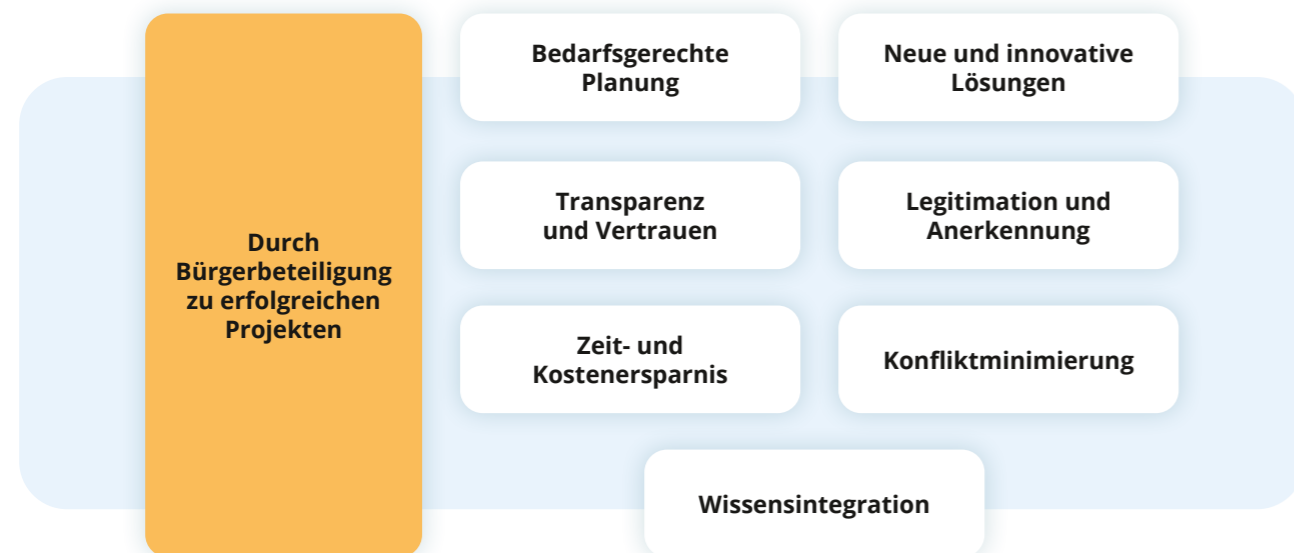 Durch
Bürgerbeteiligung
zu erfolgreichen
Projekten
Bedarfsgerechte
Planung
Neue und innovative
Lösungen
Transparenz
und Vertrauen
Legitimation und
Anerkennung
Zeit- und
Kostenersparnis
Konfliktminimierung
Wissensintegration